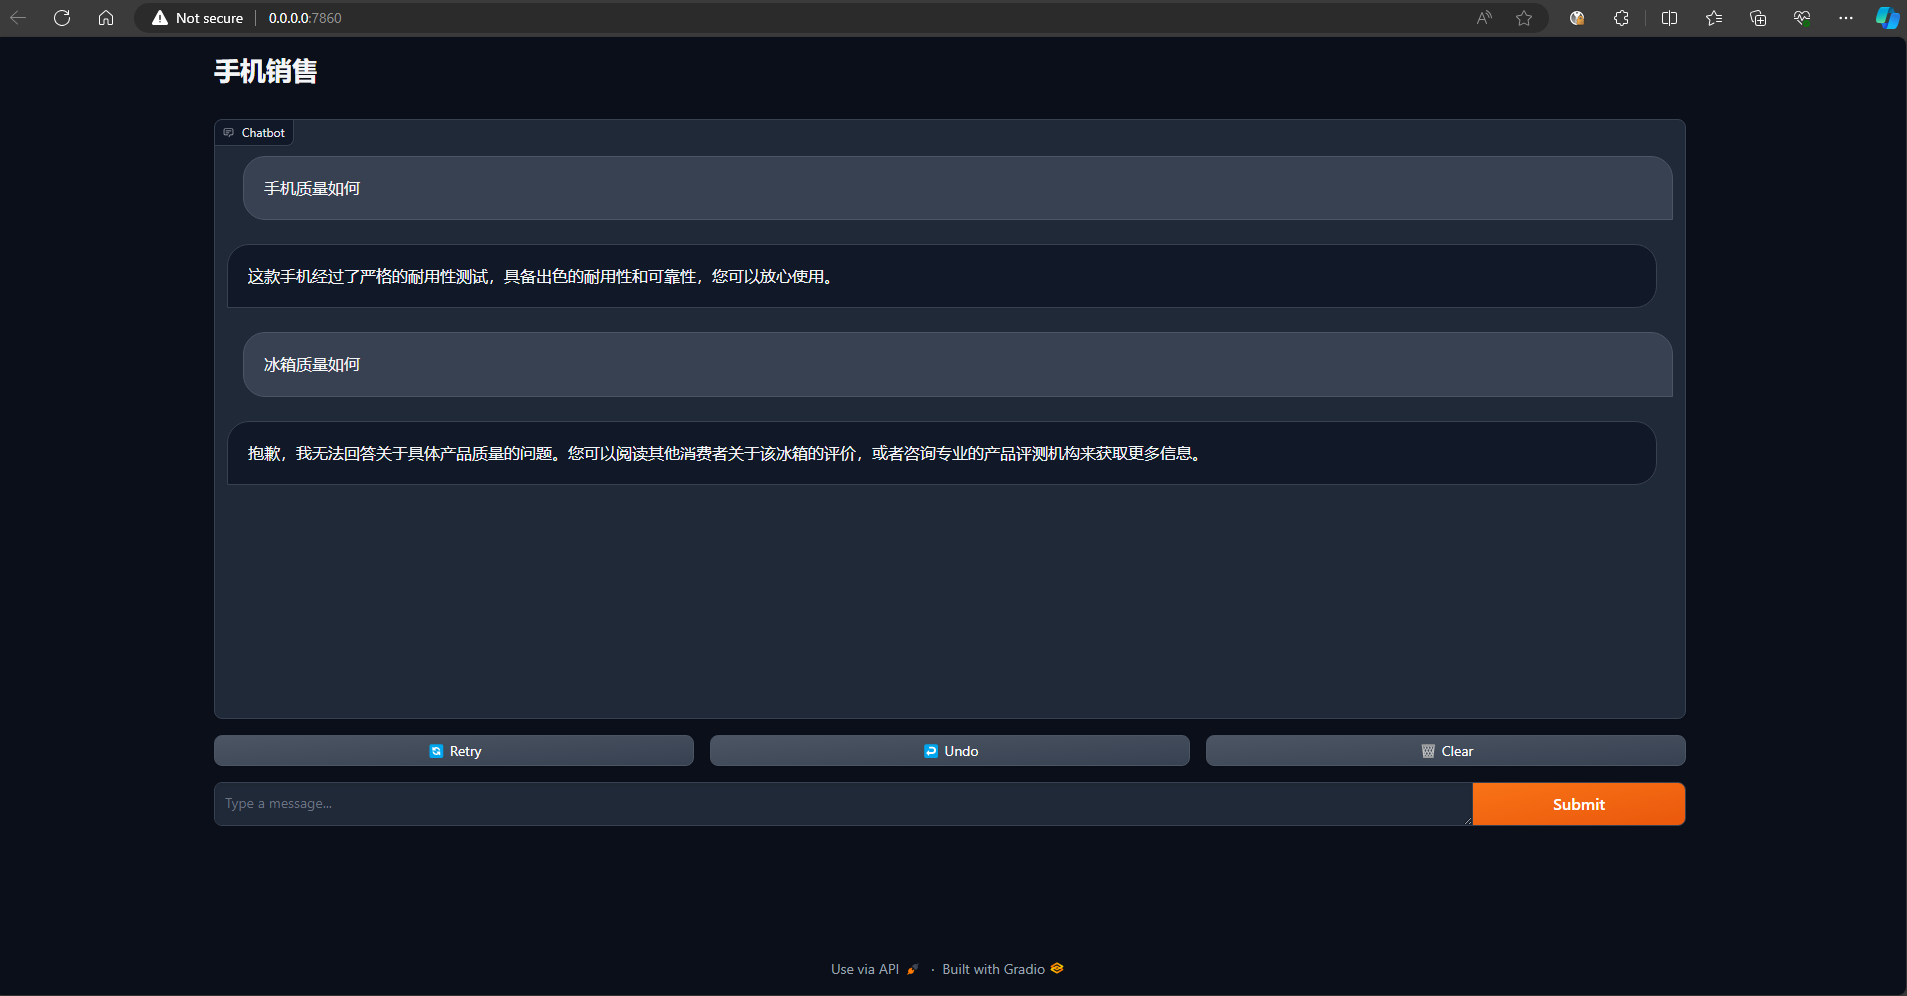 Not secure
0.0.0.0:7860
手机销售
Chatbot
手机质量如何
这款手机经过了严格的耐用性测试，具备出色的耐用性和可靠性，您可以放心使用。
冰箱质量如何
抱歉，我无法回答关于具体产品质量的问题。您可以阅读其他消费者关于该冰箱的评价，或者咨询专业的产品评测机构来获取更多信息。
Retry
Undo
Clear
Type a message...
Submit
Use via API · Built with Gradio